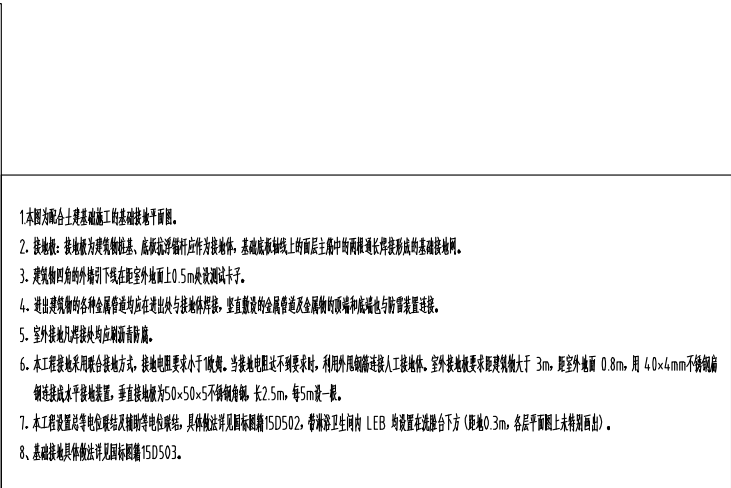 1.本图为配合土建基础施工的基础接地平面图。
2. 接地极：接地极为建筑物桩基、底板抗浮锚杆应作为接地体，基础底板轴线上的面层主筋中的两根通长焊接形成的基础接地网。
3. 建筑物四角的外墙引下线在距室外地面上0.5m处设测试卡子。
4. 进出建筑物的各种金属管道均应在进出处与接地体焊接，竖直敷设的金属管道及金属物的顶端和底端也与防雷装置连接。
5. 室外接地凡焊接处均应刷沥青防腐。
6. 本工程接地采用联合接地方式，接地电阻要求小于1欧姆。当接地电阻达不到要求时，利用外甩钢筋连接人工接地体。室外接地极要求距建筑物大于 3m，距室外地面 0.8m，用 40×4mm不锈钢扁
钢连接成水平接地装置，垂直接地极为50×50×5不锈钢角钢，长2.5m，每5m设一根。
7. 本工程设置总等电位联结及辅助等电位联结，具体做法详见国标图籍15D502，带淋浴卫生间内 LEB 均设置在洗脸台下方（距地0.3m，各层平面图上未特别画出）。
8、基础接地具体做法详见国标图籍15D503。